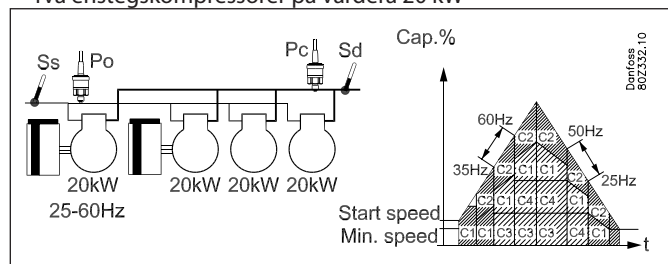 Två enstegskompressorer på vardera 20 kW
Ss
Po
Pc
Sd
20kW
20kW
20kW
20kW
25-60Hz
Cap.%
Danfoss
80Z332.10
60Hz
50Hz
35Hz
25Hz
C2 C2
C2 C1 C1 C2
C2 C1 C4 C4 C1 C2
Start speed
Min. speed
C1 C1 C3 C3 C4 C1
t